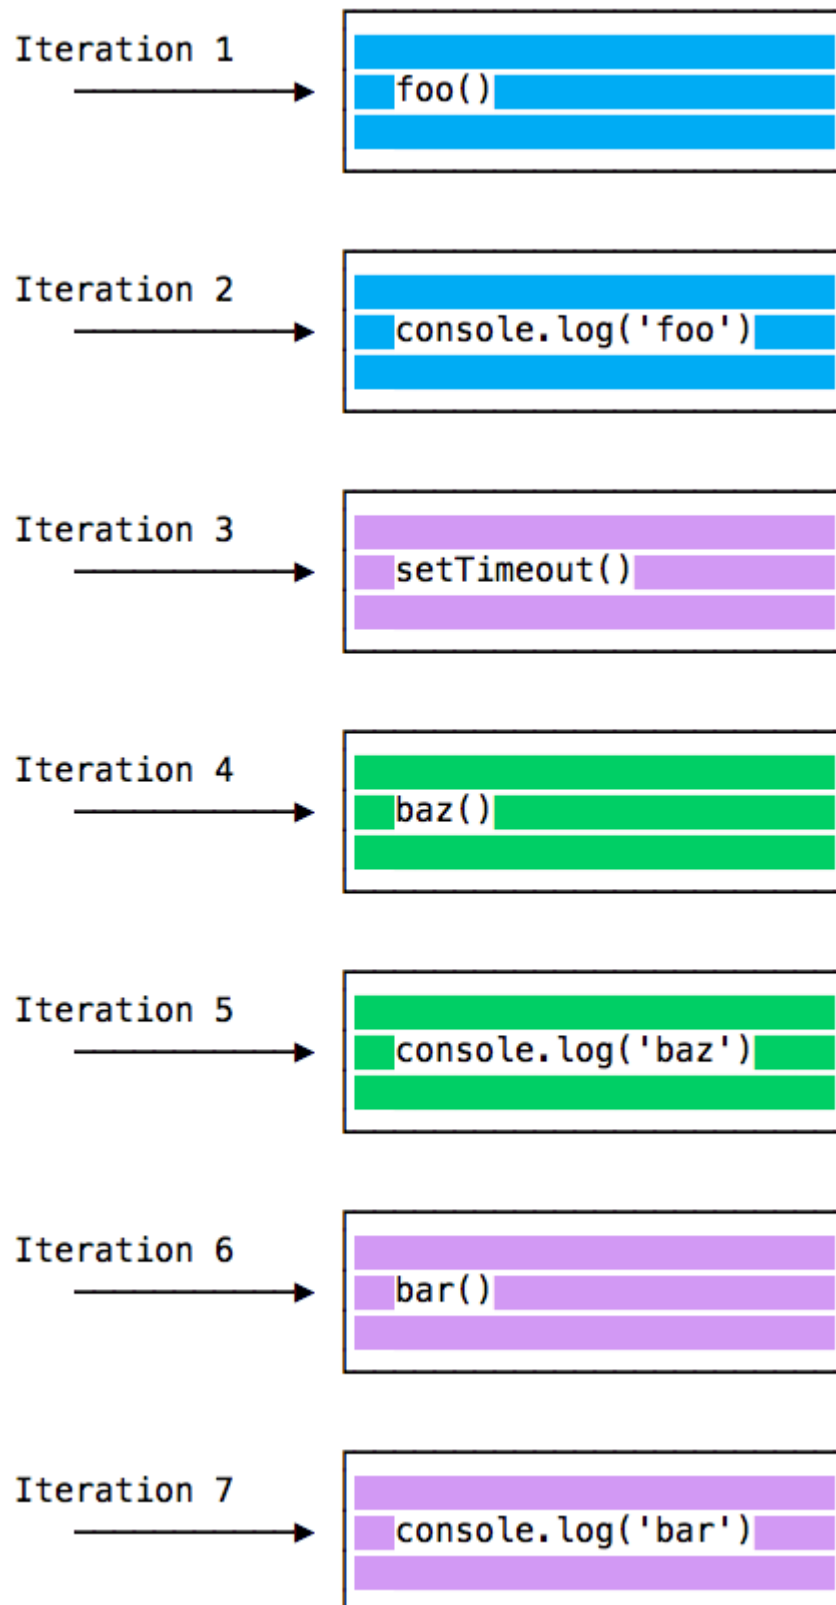 Iteration 1
foo()
Iteration 2
console.log('foo')
Iteration 3
setTimeout()
Iteration 4
baz()
Iteration 5
console.log('baz')
Iteration 6
bar()
Iteration 7
console.log('bar')